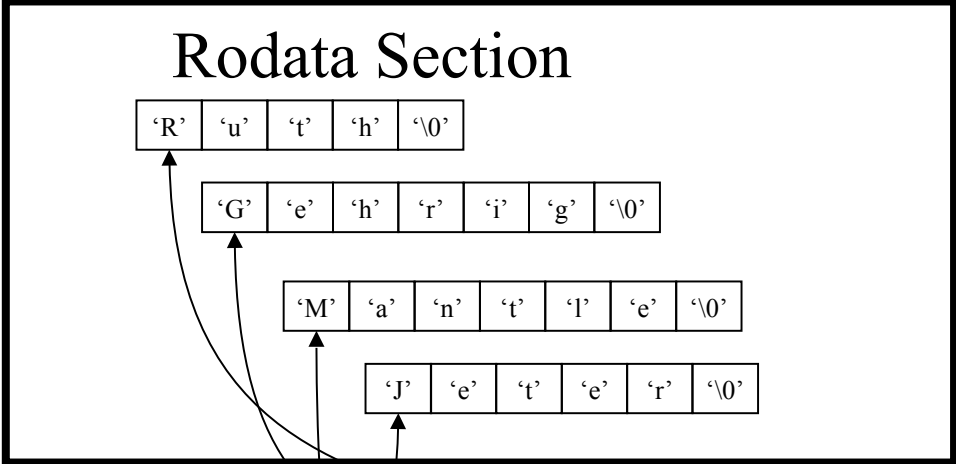 Rodata Section
‘R’ ‘u’ ‘t’ ‘h’ ‘\0’
‘G’ ‘e’ ‘h’ ‘r’ ‘i’ ‘g’ ‘\0’
‘M’ ‘a’ ‘n’ ‘t’ ‘l’ ‘e’ ‘\0’
‘J’ ‘e’ ‘t’ ‘e’ ‘r’ ‘\0’